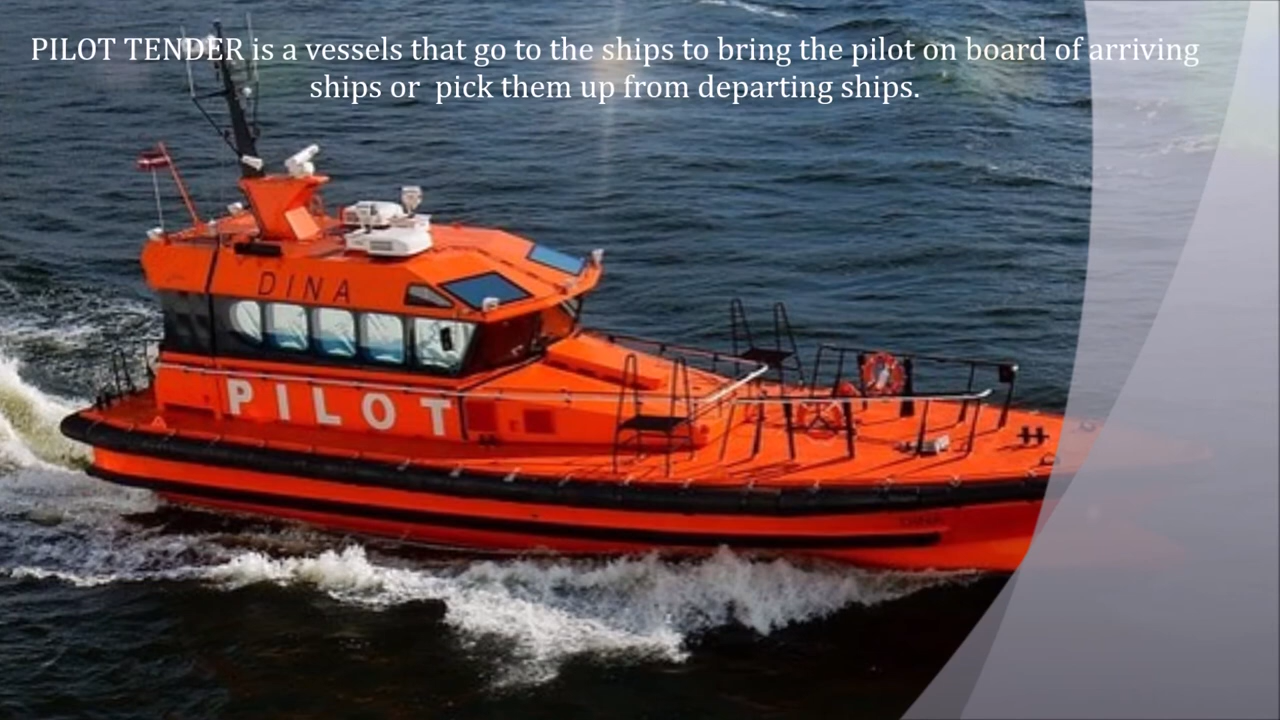 PILOT TENDER is a vessels that go to the ships to bring the pilot on board of arriving
ships or  pick them up from departing ships.
DINA
PILOT